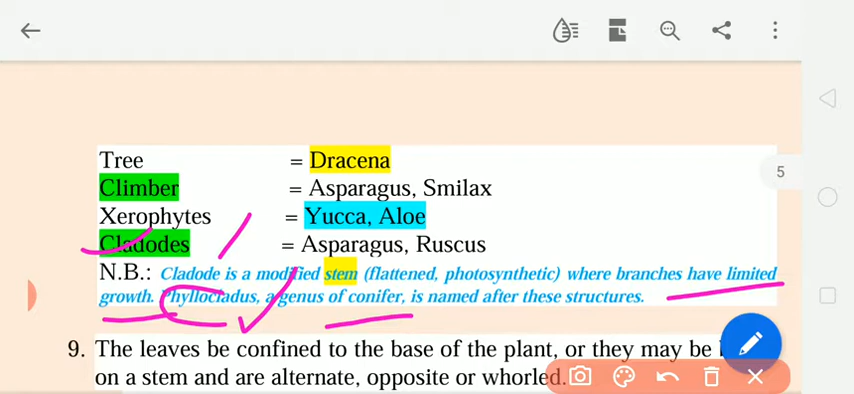 5
Tree = Dracena
Climber = Asparagus, Smilax
Xerophytes = Yucca, Aloe
Cladodes = Asparagus, Ruscus
N.B.: Cladode is a modified stem (flattened, photosynthetic) where branches have limited
growth. Phyllocladus, a genus of conifer, is named after these structures.
9. The leaves be confined to the base of the plant, or they may be
on a stem and are alternate, opposite or whorled.